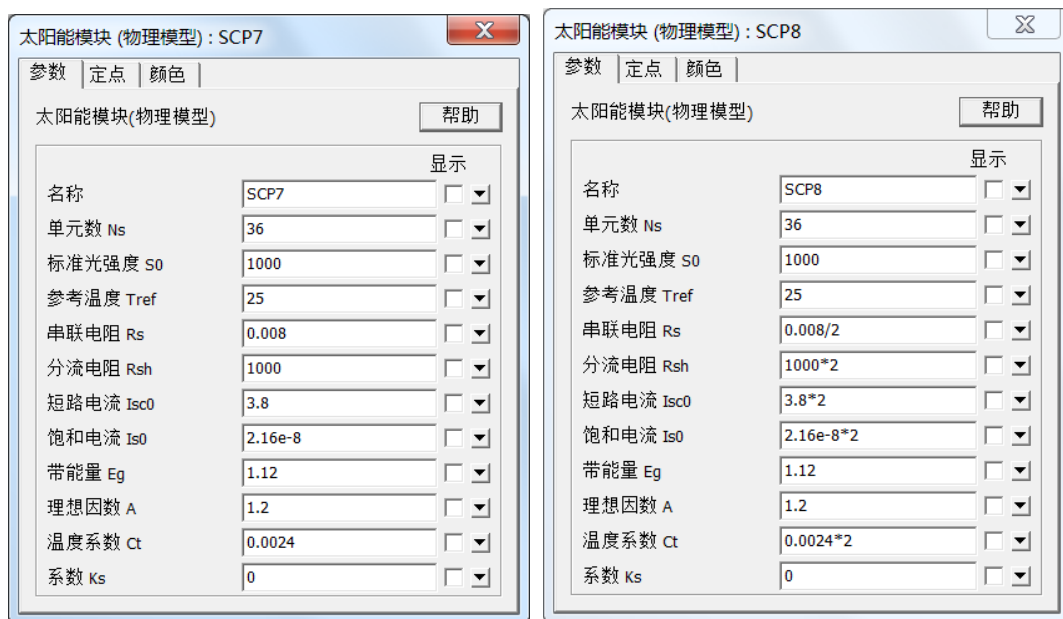 太阳能模块 (物理模型) : SCP7
参数 定点 颜色
太阳能模块(物理模型) 帮助
显示
名称 SCP7
单元数 Ns 36
标准光强度 S0 1000
参考温度 Tref 25
串联电阻 Rs 0.008
分流电阻 Rsh 1000
短路电流 Isc0 3.8
饱和电流 Is0 2.16e-8
带能量 Eg 1.12
理想因数 A 1.2
温度系数 Ct 0.0024
系数 Ks 0
太阳能模块 (物理模型) : SCP8
参数 定点 颜色
太阳能模块(物理模型) 帮助
显示
名称 SCP8
单元数 Ns 36
标准光强度 S0 1000
参考温度 Tref 25
串联电阻 Rs 0.008/2
分流电阻 Rsh 1000*2
短路电流 Isc0 3.8*2
饱和电流 Is0 2.16e-8*2
带能量 Eg 1.12
理想因数 A 1.2
温度系数 Ct 0.0024*2
系数 Ks 0